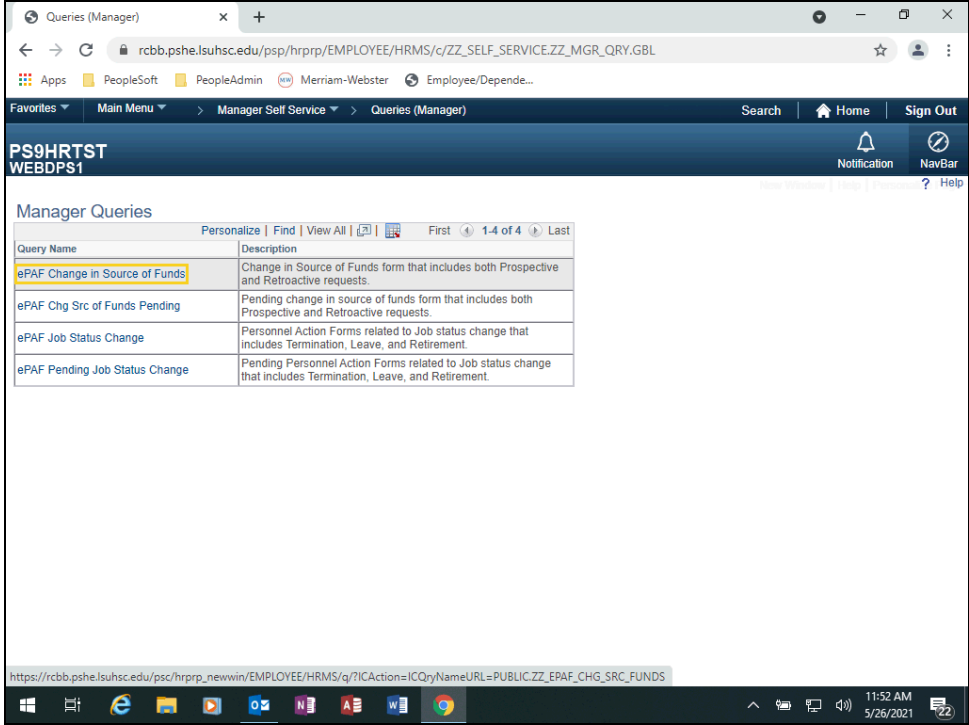 Queries (Manager)
rcbb.pshe.lsuhsc.edu/psp/hrprp/EMPLOYEE/HRMS/c/ZZ_SELF_SERVICE.ZZ_MGR_QRY.GBL
Apps PeopleSoft PeopleAdmin Merriam-Webster Employee/Depende...
Favorites Main Menu > Manager Self Service > Queries (Manager) Search Home Sign Out
PS9HRTST
WEBDPS1
Notification NavBar
New Window | Help | ? Help
Manager Queries
Personalize | Find | View All | First 1-4 of 4 Last
Query Name Description
ePAF Change in Source of Funds Change in Source of Funds form that includes both Prospective
and Retroactive requests.
ePAF Chg Src of Funds Pending Pending change in source of funds form that includes both
Prospective and Retroactive requests.
ePAF Job Status Change Personnel Action Forms related to Job status change that
includes Termination, Leave, and Retirement.
ePAF Pending Job Status Change Pending Personnel Action Forms related to Job status change
that includes Termination, Leave, and Retirement.
https://rcbb.pshe.lsuhsc.edu/psc/hrprp_newwin/EMPLOYEE/HRMS/q/?ICAction=ICQryNameURL=PUBLIC.ZZ_EPAF_CHG_SRC_FUNDS
11:52 AM
5/26/2021
22